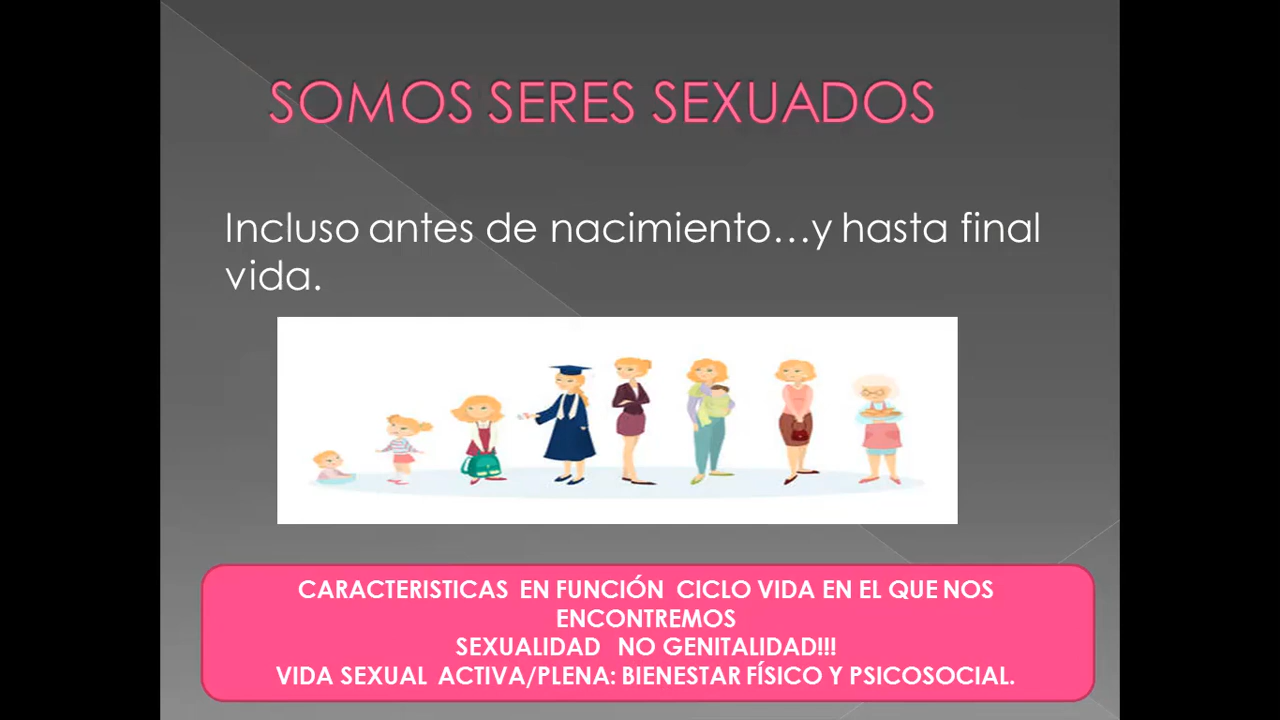 SOMOS SERES SEXUADOS
Incluso antes de nacimiento…y hasta final
vida.
CARACTERISTICAS EN FUNCIÓN CICLO VIDA EN EL QUE NOS
ENCONTREMOS
SEXUALIDAD NO GENITALIDAD!!!
VIDA SEXUAL ACTIVA/PLENA: BIENESTAR FÍSICO Y PSICOSOCIAL.